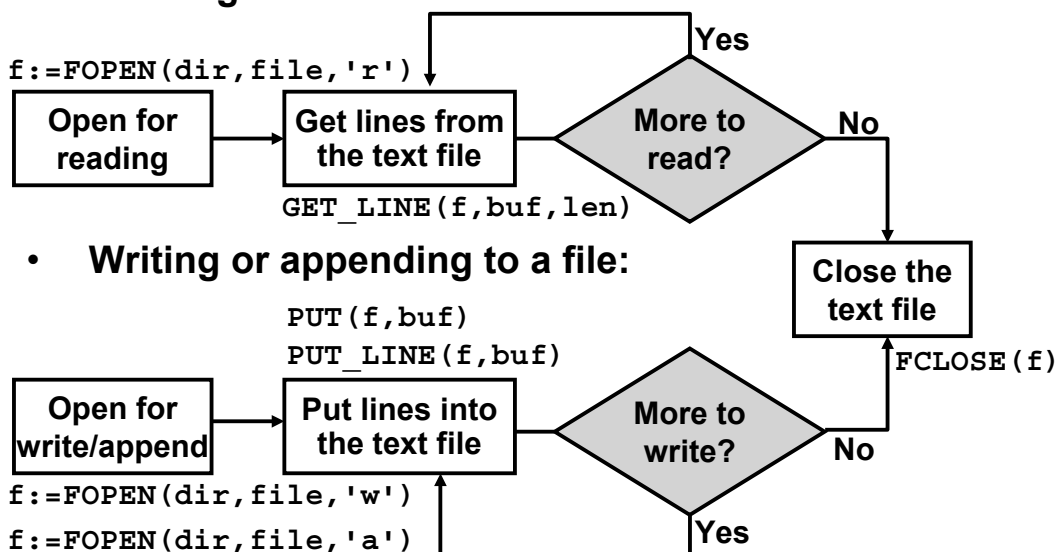 Yes
f:=FOPEN(dir,file,'r')
Open for
reading
Get lines from
the text file
More to
read?
No
GET_LINE(f,buf,len)
• Writing or appending to a file:
Close the
text file
PUT(f,buf)
PUT_LINE(f,buf)
FCLOSE(f)
Open for
write/append
Put lines into
the text file
More to
write?
No
f:=FOPEN(dir,file,'w')
f:=FOPEN(dir,file,'a')
Yes